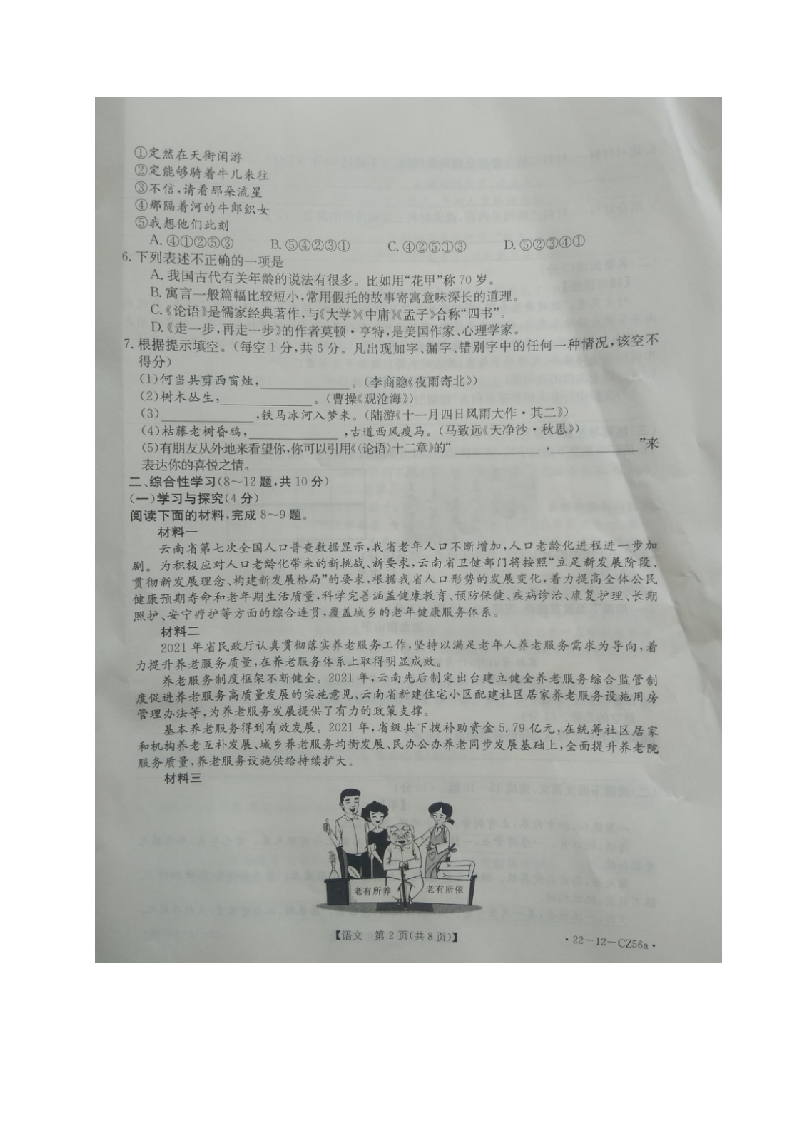 ①定然在天街闲游
②定能够骑着牛儿来往
③不信,请看那朵流星
④那隔着河的牛郎织女
⑤我想他们此刻
A. ④①②⑤③ B. ⑤④②③① C. ④②⑤①③ D. ⑤②③④①
6. 下列表述不正确的一项是
A. 我国古代有关年龄的说法有很多。比如用“花甲”称 70 岁。
B. 寓言一般篇幅比较短小,常用假托的故事寄寓意味深长的道理。
C.《论语》是儒家经典著作,与《大学》《中庸》《孟子》合称“四书”。
D.《走一步,再走一步》的作者莫顿·亨特,是美国作家、心理学家。
7. 根据提示填空。(每空 1 分,共 6 分。凡出现加字、漏字、错别字中的任何一种情况,该空不
得分)
(1)何当共剪西窗烛,____________。(李商隐《夜雨寄北》)
(2)树木丛生,____________。(曹操《观沧海》)
(3)____________,铁马冰河入梦来。(陆游《十一月四日风雨大作·其二》)
(4)枯藤老树昏鸦,____________,古道西风瘦马。(马致远《天净沙·秋思》)
(5)有朋友从外地来看望你,你可以引用《〈论语〉十二章》的“____________,____________”来
表达你的喜悦之情。
二、综合性学习(8～12 题,共 10 分)
(一)学习与探究(4 分)
阅读下面的材料,完成 8～9 题。
材料一
云南省第七次全国人口普查数据显示,我省老年人口不断增加,人口老龄化进程进一步加
剧。为积极应对人口老龄化带来的新挑战、新要求,云南省卫健部门将按照“立足新发展阶段、
贯彻新发展理念、构建新发展格局”的要求,根据我省人口形势的发展变化,着力提高全体公民
健康预期寿命和老年期生活质量,科学完善涵盖健康教育、预防保健、疾病诊治、康复护理、长期
照护、安宁疗护等方面的综合连贯,覆盖城乡的老年健康服务体系。
材料二
2021 年省民政厅认真贯彻落实养老服务工作,坚持以满足老年人养老服务需求为导向,着
力提升养老服务质量,在养老服务体系上取得明显成效。
养老服务制度框架不断健全。2021 年,云南先后制定出台建立健全养老服务综合监管制
度促进养老服务高质量发展的实施意见、云南省新建住宅小区配建社区居家养老服务设施用房
管理办法等,为养老服务发展提供了有力的政策支撑。
基本养老服务得到有效发展。2021 年,省级共下拨补助资金 5.79 亿元,在统筹社区居家
和机构养老互补发展、城乡养老服务均衡发展、民办公办养老同步发展基础上,全面提升养老院
服务质量,养老服务设施供给持续扩大。
材料三
老有所养 老有所依
【语文 第 2 页(共 8 页)】
·22－12－CZ56a·